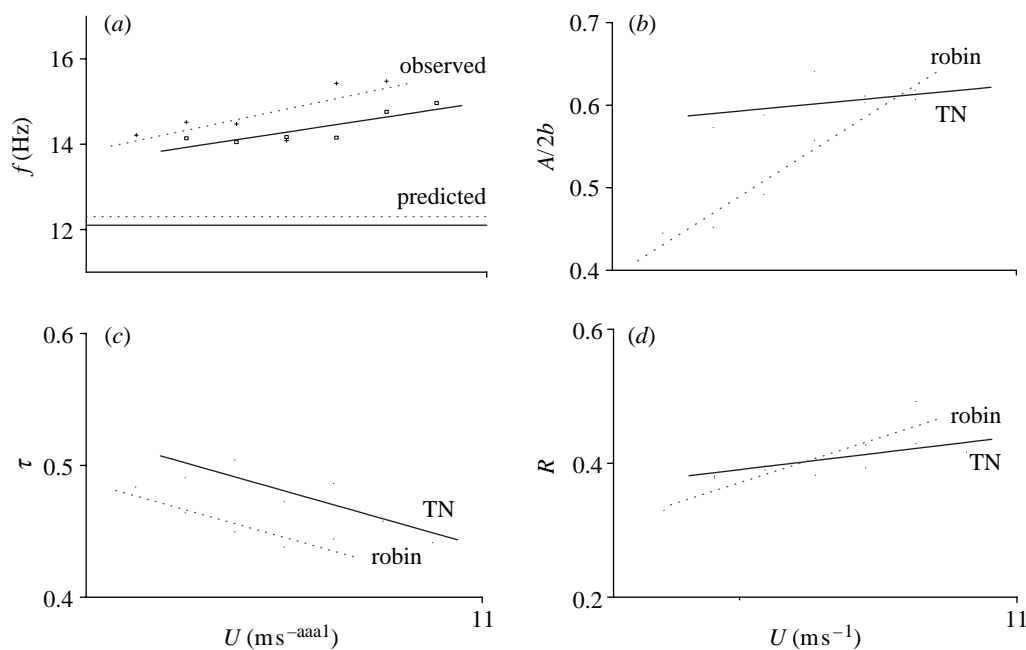 (a)
16
14
12
f (Hz)
observed
predicted
11
(b)
0.7
0.6
0.5
0.4
A/2b
robin
TN
(c)
0.6
0.5
0.4
τ
TN
robin
11
U (m s⁻ᵃᵃᵃ¹)
(d)
0.6
0.4
0.2
R
robin
TN
11
U (m s⁻¹)